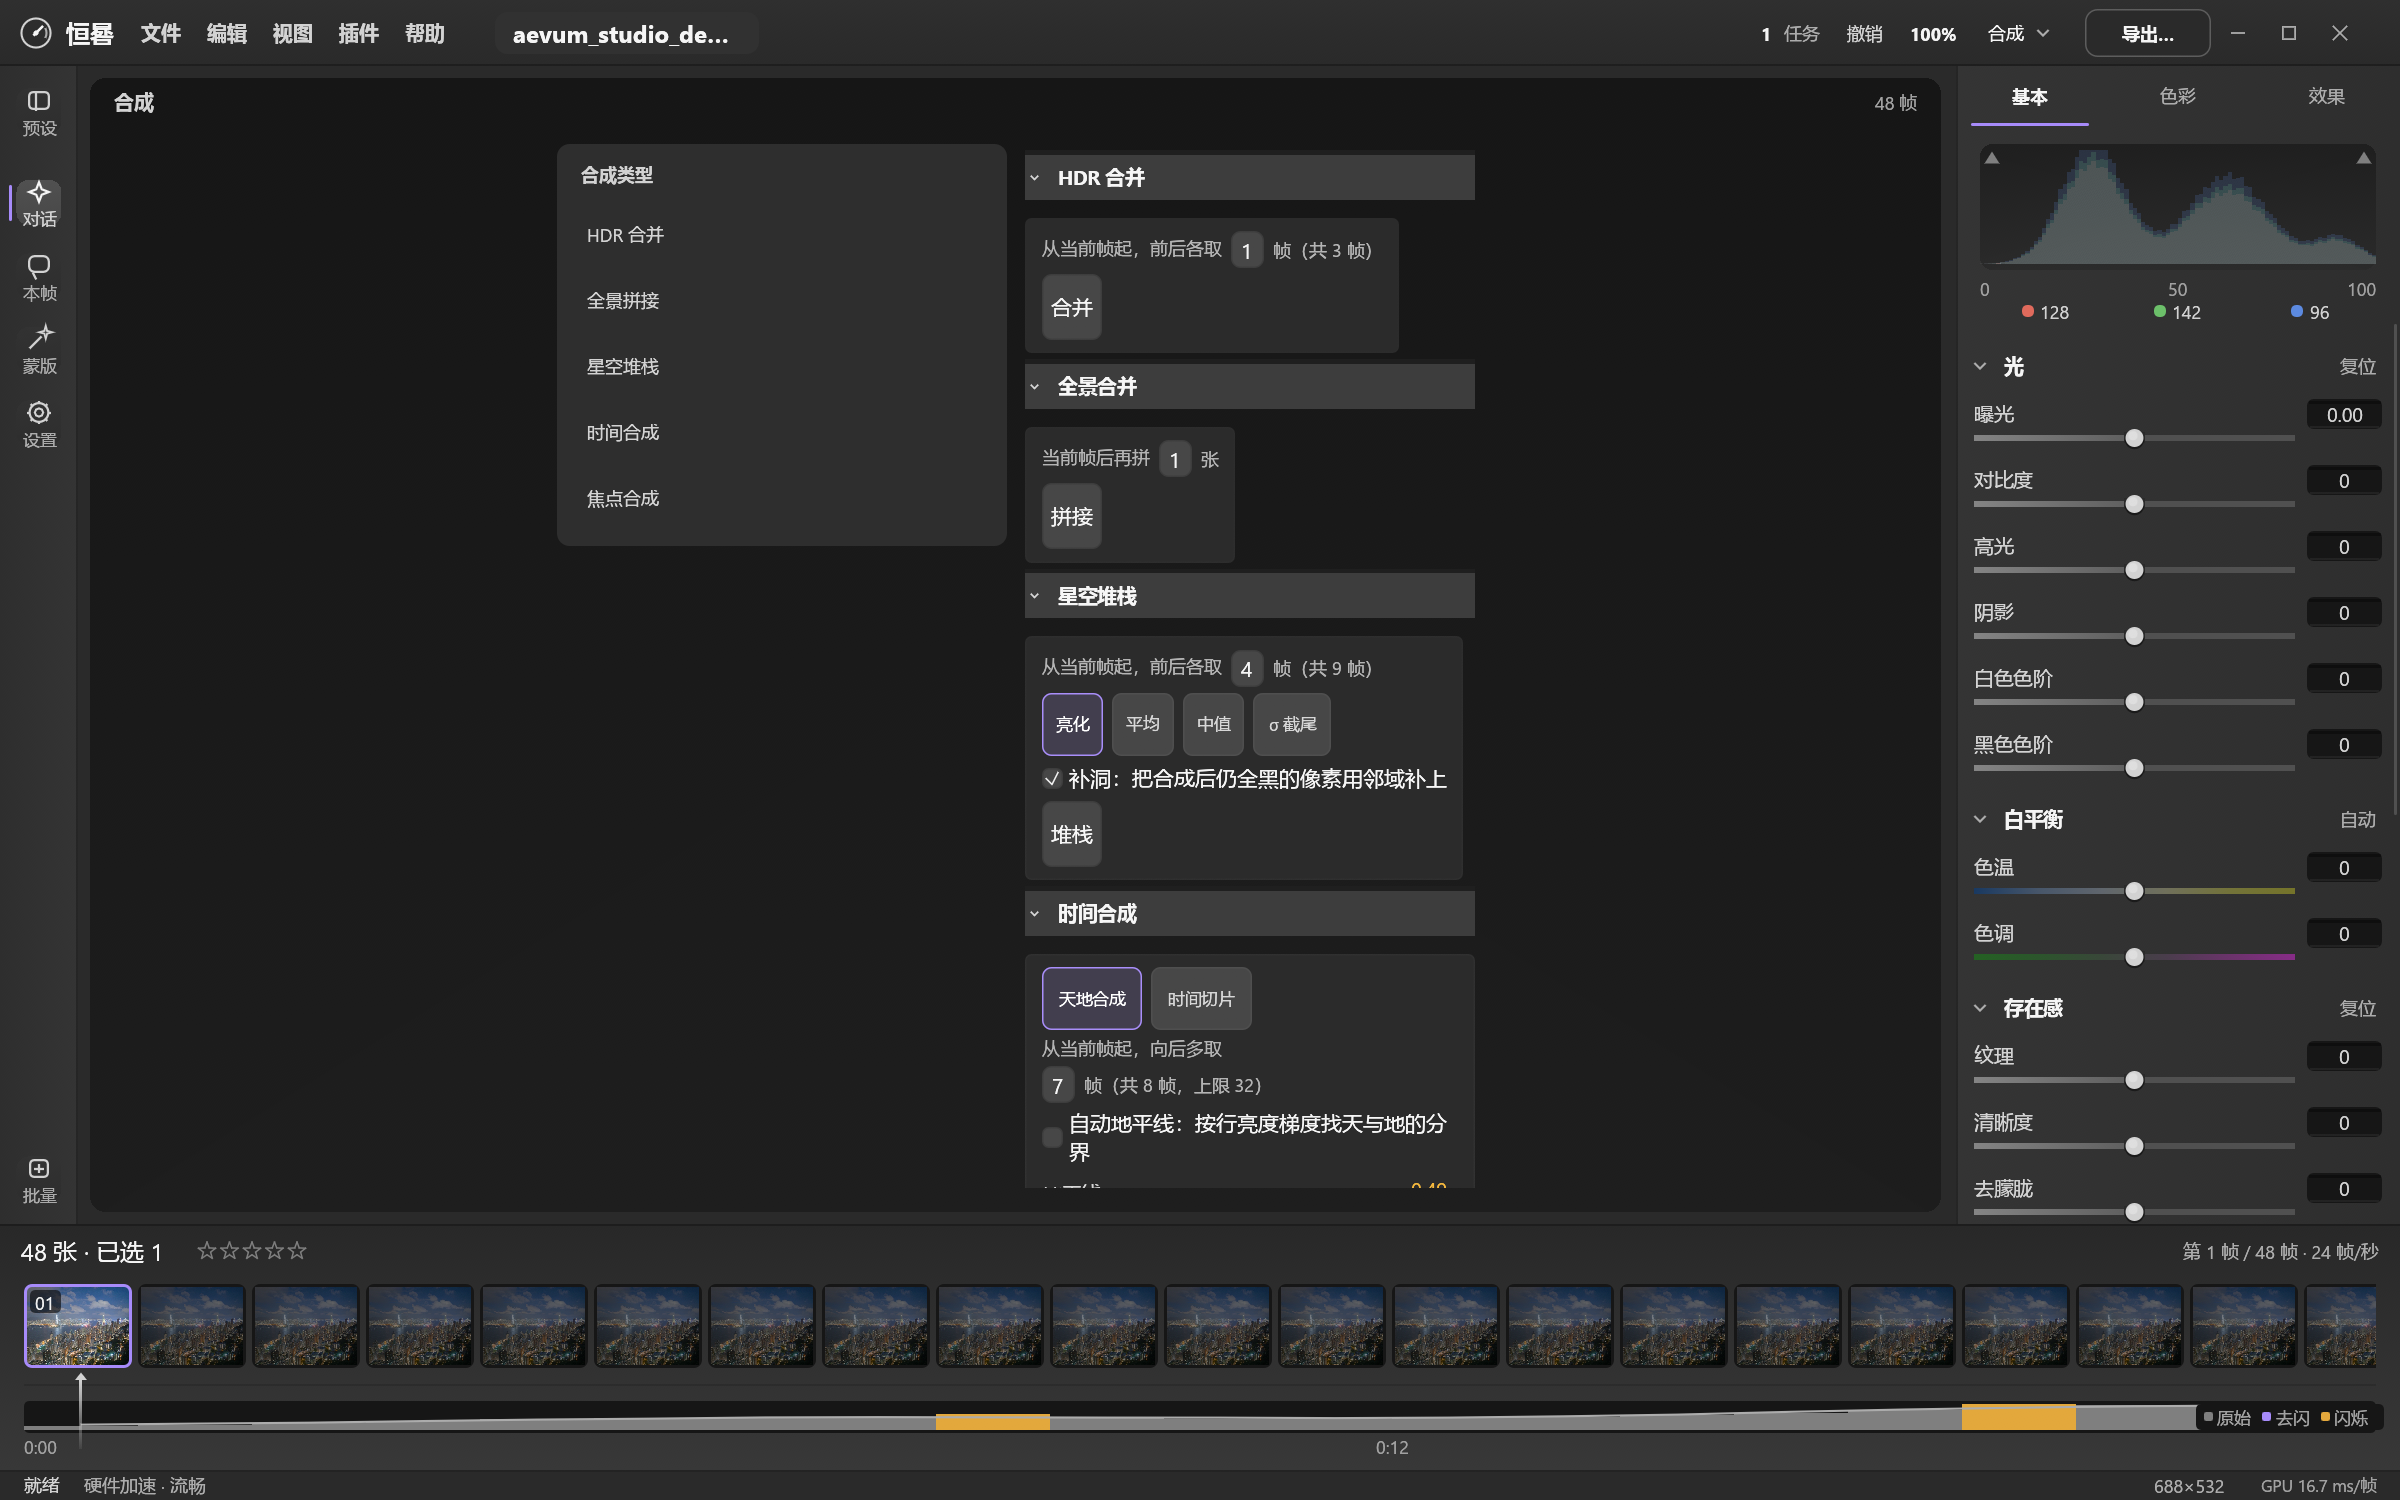 恒晷 文件 编辑 视图 插件 帮助 aevum_studio_de... 1 任务 撤销 100% 合成 导出...
预设
对话
本帧
蒙版
设置
批量
合成 48 帧
合成类型
HDR 合并
全景拼接
星空堆栈
时间合成
焦点合成
HDR 合并
从当前帧起，前后各取 1 帧（共 3 帧）
合并
全景合并
当前帧后再拼 1 张
拼接
星空堆栈
从当前帧起，前后各取 4 帧（共 9 帧）
亮化 平均 中值 σ 截尾
补洞：把合成后仍全黑的像素用邻域补上
堆栈
时间合成
天地合成 时间切片
从当前帧起，向后多取
7 帧（共 8 帧，上限 32）
自动地平线：按行亮度梯度找天与地的分
界
基本 色彩 效果
0 50 100
128 142 96
光 复位
曝光 0.00
对比度 0
高光 0
阴影 0
白色色阶 0
黑色色阶 0
白平衡 自动
色温 0
色调 0
存在感 复位
纹理 0
清晰度 0
去朦胧 0
48 张 · 已选 1 ☆☆☆☆☆ 第 1 帧 / 48 帧 · 24 帧/秒
01
原始 去闪 闪烁
0:00 0:12
就绪 硬件加速 · 流畅 688×532 GPU 16.7 ms/帧